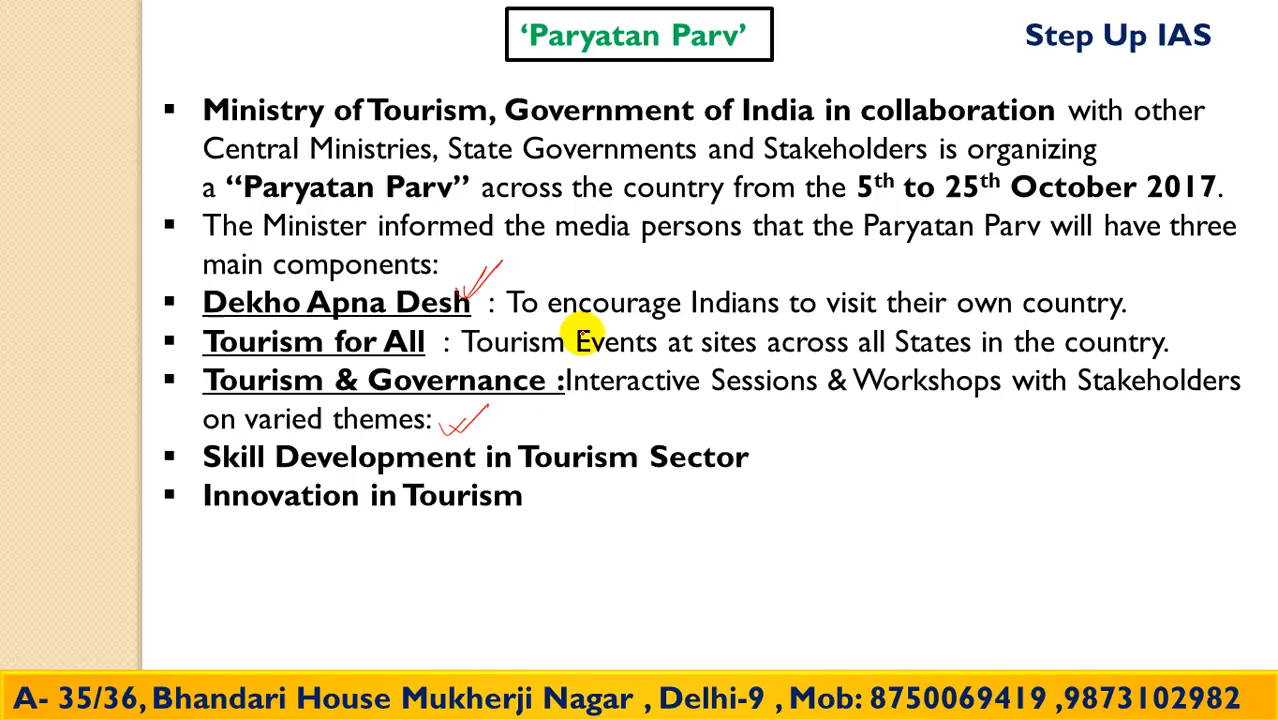 ‘Paryatan Parv’
Step Up IAS
▪ Ministry of Tourism, Government of India in collaboration with other
Central Ministries, State Governments and Stakeholders is organizing
a “Paryatan Parv” across the country from the 5th to 25th October 2017.
▪ The Minister informed the media persons that the Paryatan Parv will have three
main components:
▪ Dekho Apna Desh : To encourage Indians to visit their own country.
▪ Tourism for All : Tourism Events at sites across all States in the country.
▪ Tourism & Governance :Interactive Sessions & Workshops with Stakeholders
on varied themes:
▪ Skill Development in Tourism Sector
▪ Innovation in Tourism
A- 35/36, Bhandari House Mukherji Nagar , Delhi-9 , Mob: 8750069419 ,9873102982